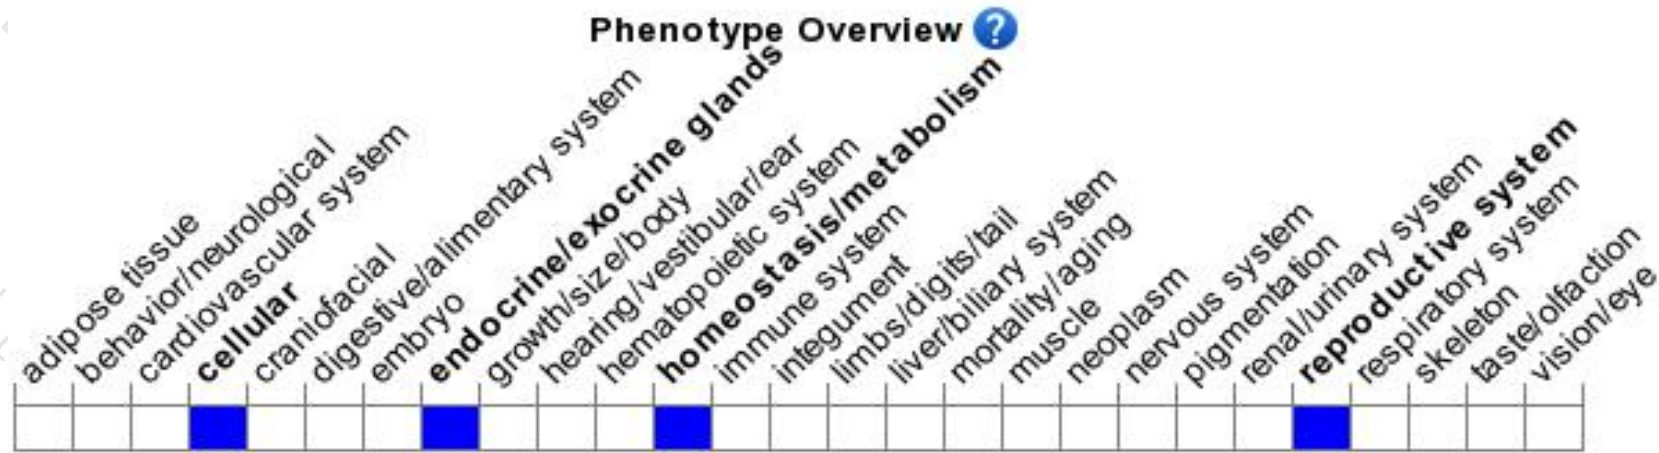 Phenotype Overview ?
adipose tissue
behavior/neurological
cardiovascular system
cellular
craniofacial
digestive/alimentary system
embryo
endocrine/exocrine glands
growth/size/body
hearing/vestibular/ear
hematopoietic system
homeostasis/metabolism
immune system
integument
limbs/digits/tail
liver/biliary system
mortality/aging
muscle
neoplasm
nervous system
pigmentation
renal/urinary system
reproductive system
respiratory system
skeleton
taste/olfaction
vision/eye